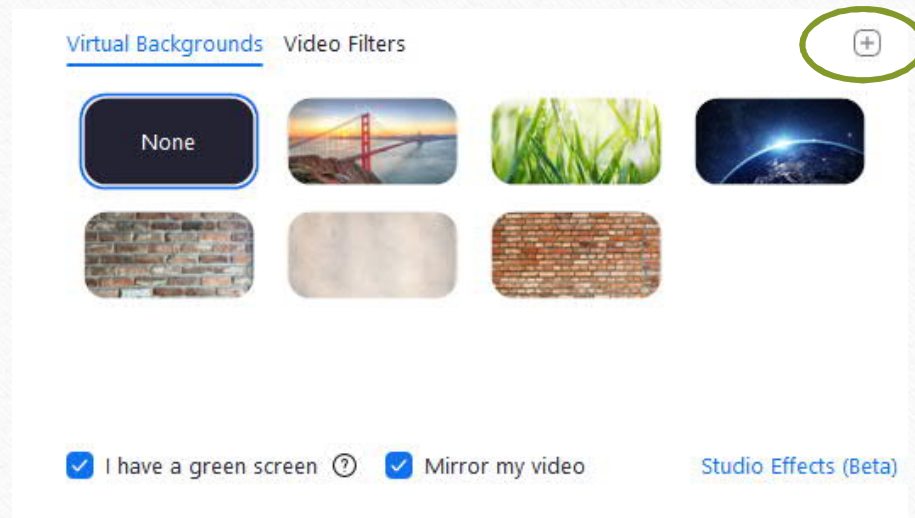 Virtual Backgrounds Video Filters
None
I have a green screen Mirror my video Studio Effects (Beta)